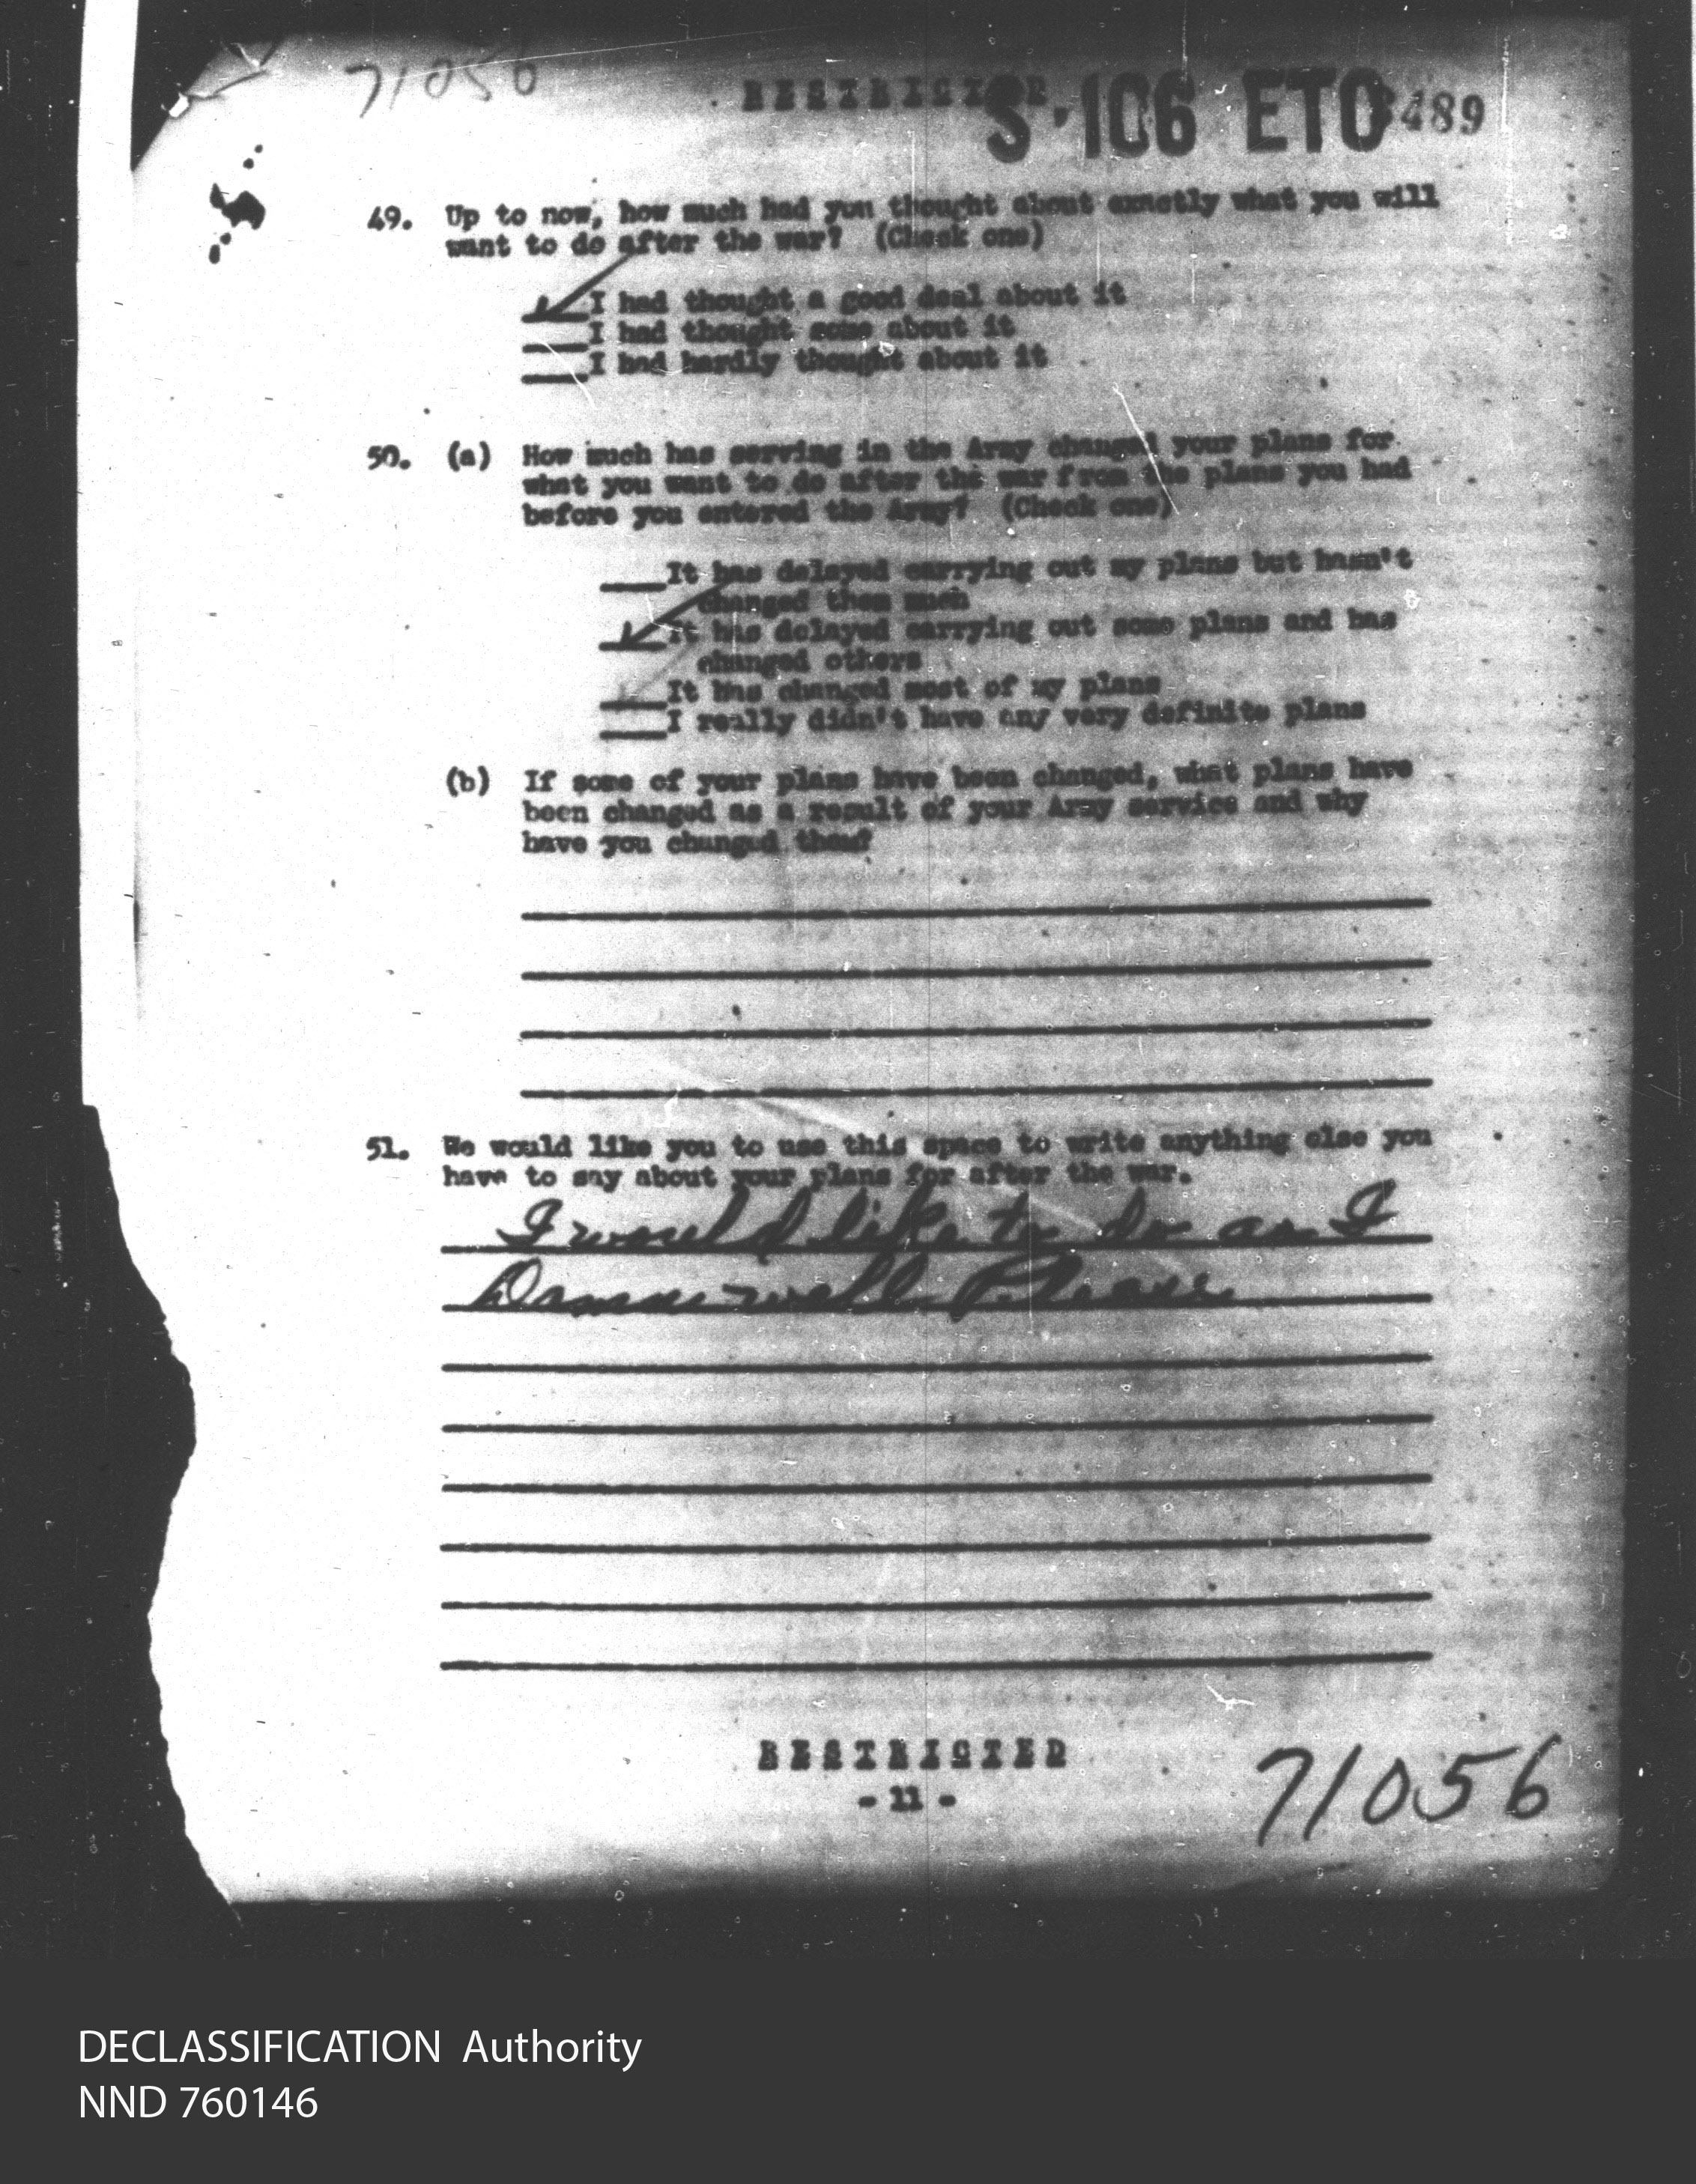 71056
RESTRICTED
S-106 ETO
489
49. Up to now, how much had you thought about exactly what you will
want to do after the war? (Check one)
I had thought a good deal about it
I had thought some about it
I had hardly thought about it
50. (a) How much has serving in the Army changed your plans for
what you want to do after the war from the plans you had
before you entered the Army? (Check one)
It has delayed carrying out my plans but hasn't
changed them much
It has delayed carrying out some plans and has
changed others
It has changed most of my plans
I really didn't have any very definite plans
(b) If some of your plans have been changed, what plans have
been changed as a result of your Army service and why
have you changed them?
51. We would like you to use this space to write anything else you
have to say about your plans for after the war.
I would like to do as I
Damm well Please
RESTRICTED
- 11 -
71056
DECLASSIFICATION Authority
NND 760146